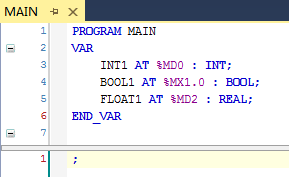 MAIN
1 PROGRAM MAIN
2 VAR
3 INT1 AT %MD0 : INT;
4 BOOL1 AT %MX1.0 : BOOL;
5 FLOAT1 AT %MD2 : REAL;
6 END_VAR
7
1 ;